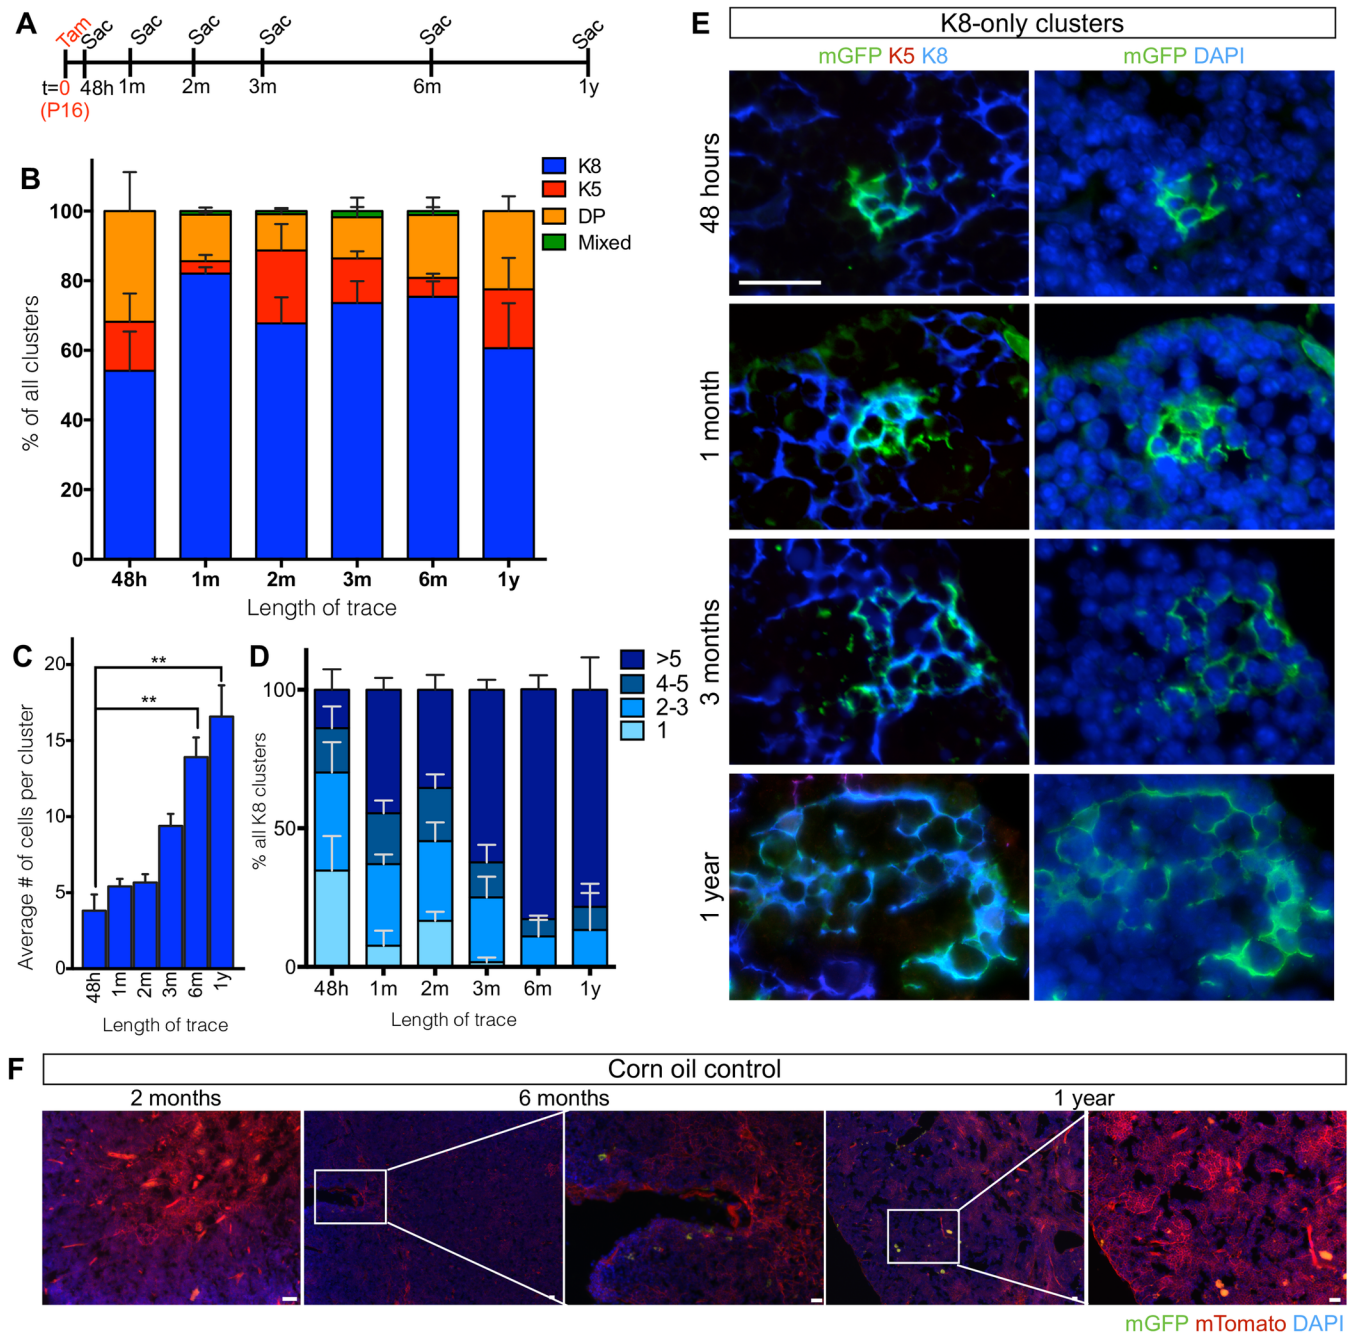 A
Tam Sac Sac Sac Sac Sac Sac
t=0 48h 1m 2m 3m 6m 1y
(P16)
B
K8
K5
DP
Mixed
% of all clusters
100
80
60
40
20
0
48h 1m 2m 3m 6m 1y
Length of trace
C
Average # of cells per cluster
20
15
10
5
0
**
**
48h 1m 2m 3m 6m 1y
Length of trace
D
>5
4-5
2-3
1
% all K8 clusters
100
50
0
48h 1m 2m 3m 6m 1y
Length of trace
E
K8-only clusters
mGFP K5 K8 mGFP DAPI
48 hours
1 month
3 months
1 year
F
Corn oil control
2 months 6 months 1 year
mGFP mTomato DAPI